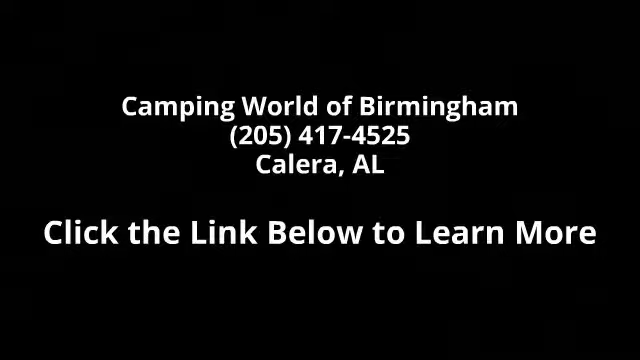 Camping World of Birmingham
(205) 417-4525
Calera, AL
Click the Link Below to Learn More